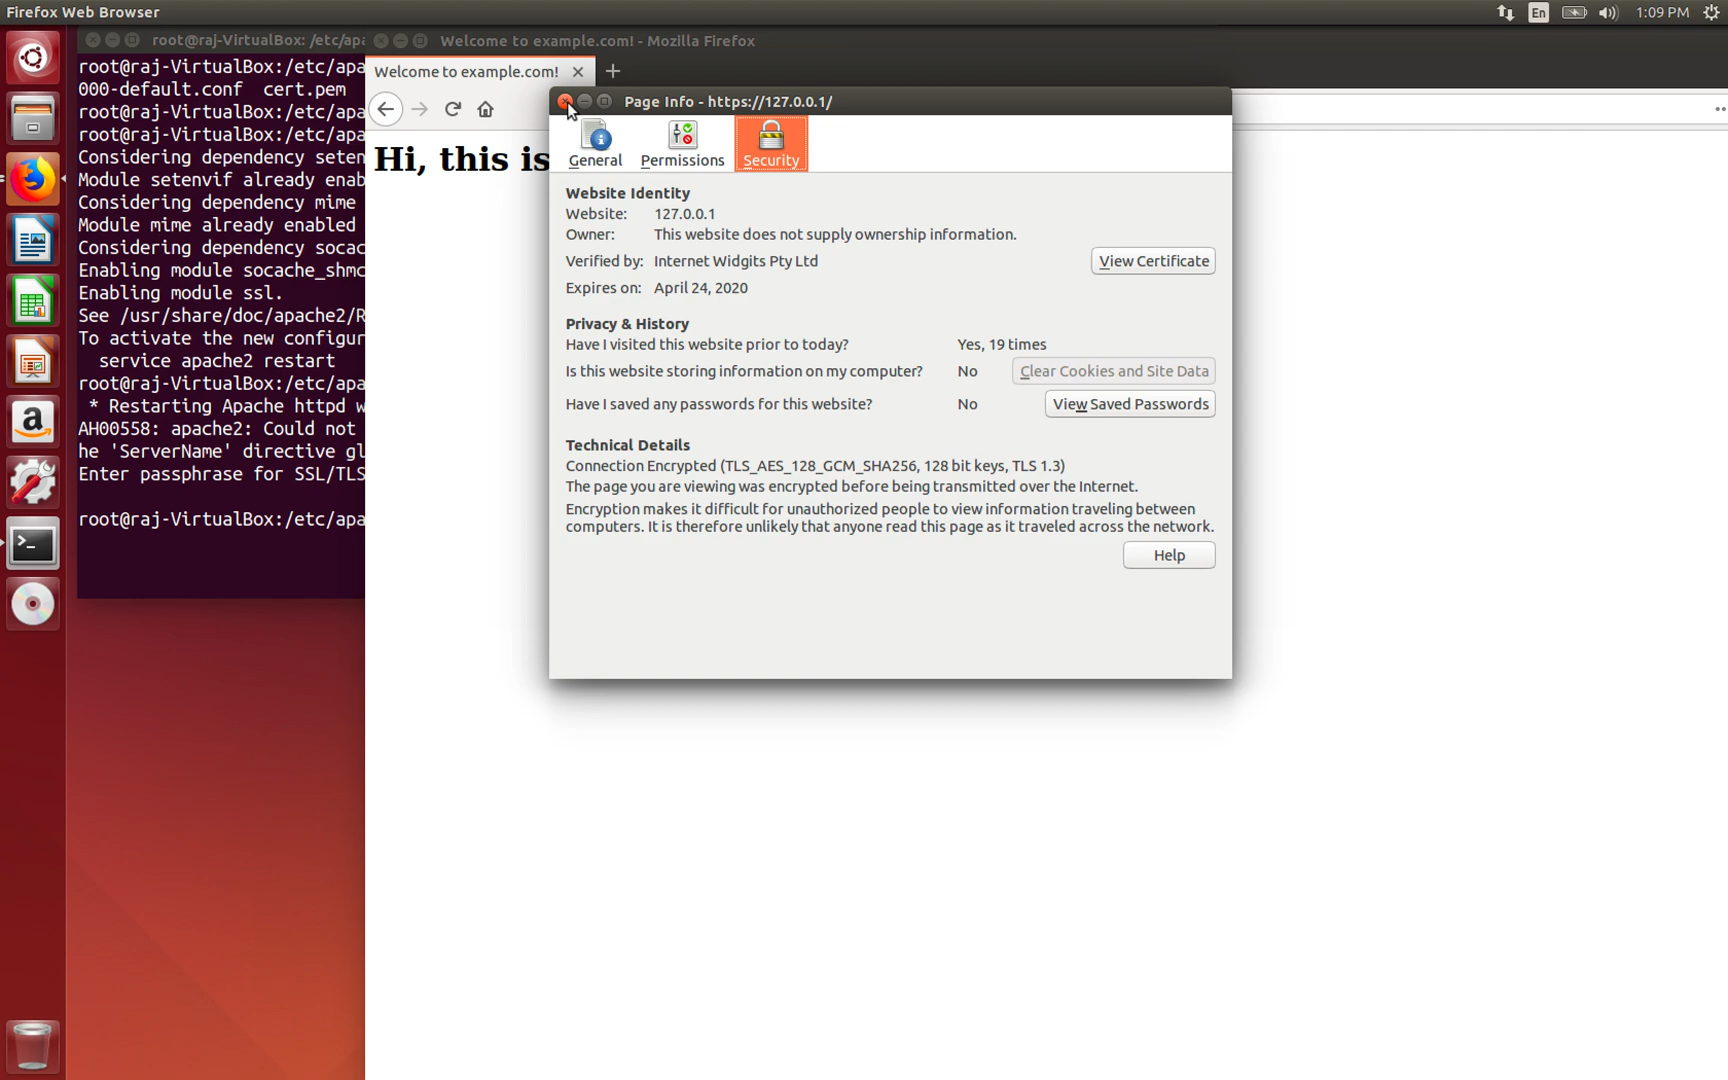 Firefox Web Browser
En
1:09 PM
root@raj-VirtualBox: /etc/apa
Welcome to example.com! - Mozilla Firefox
root@raj-VirtualBox:/etc/apa
000-default.conf cert.pem
root@raj-VirtualBox:/etc/apa
root@raj-VirtualBox:/etc/apa
Considering dependency seten
Module setenvif already enab
Considering dependency mime
Module mime already enabled
Considering dependency socac
Enabling module socache_shmc
Enabling module ssl.
See /usr/share/doc/apache2/R
To activate the new configur
service apache2 restart
root@raj-VirtualBox:/etc/apa
* Restarting Apache httpd w
AH00558: apache2: Could not
he 'ServerName' directive gl
Enter passphrase for SSL/TLS
root@raj-VirtualBox:/etc/apa
Welcome to example.com!
Hi, this is
Page Info - https://127.0.0.1/
General
Permissions
Security
Website Identity
Website: 127.0.0.1
Owner: This website does not supply ownership information.
Verified by: Internet Widgits Pty Ltd
View Certificate
Expires on: April 24, 2020
Privacy & History
Have I visited this website prior to today? Yes, 19 times
Is this website storing information on my computer? No
Clear Cookies and Site Data
Have I saved any passwords for this website? No
View Saved Passwords
Technical Details
Connection Encrypted (TLS_AES_128_GCM_SHA256, 128 bit keys, TLS 1.3)
The page you are viewing was encrypted before being transmitted over the Internet.
Encryption makes it difficult for unauthorized people to view information traveling between
computers. It is therefore unlikely that anyone read this page as it traveled across the network.
Help